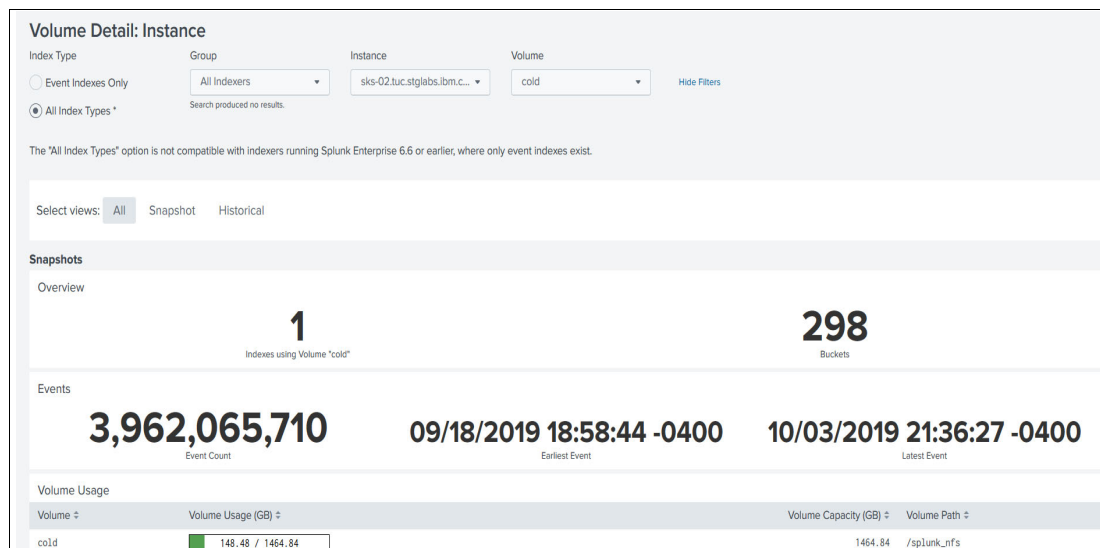 Volume Detail: Instance
Index Type Group Instance Volume
Event Indexes Only All Indexers sks-02.tuc.stglabs.ibm.c... cold Hide Filters
All Index Types * Search produced no results.
The "All Index Types" option is not compatible with indexers running Splunk Enterprise 6.6 or earlier, where only event indexes exist.
Select views: All Snapshot Historical
Snapshots
Overview
1 298
Indexes using Volume "cold" Buckets
Events
3,962,065,710 09/18/2019 18:58:44 -0400 10/03/2019 21:36:27 -0400
Event Count Earliest Event Latest Event
Volume Usage
Volume Volume Usage (GB) Volume Capacity (GB) Volume Path
cold 148.48 / 1464.84 1464.84 /splunk_nfs